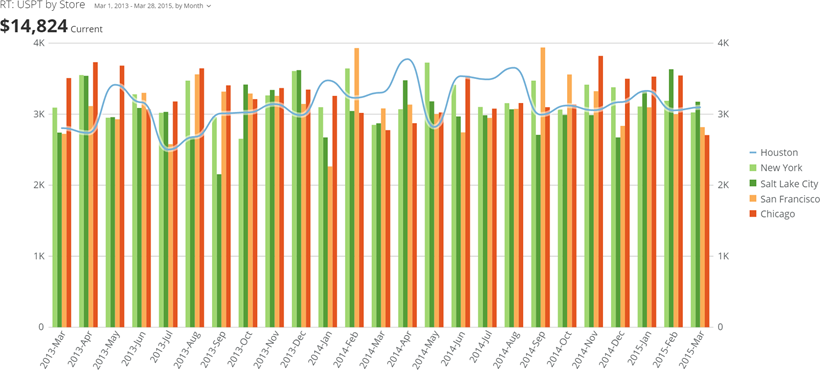 RT: USPT by Store Mar 1, 2013 - Mar 28, 2015, by Month
$14,824 Current
4K 4K
3K 3K
2K 2K
1K 1K
0 0
Houston
New York
Salt Lake City
San Francisco
Chicago
2013-Mar 2013-Apr 2013-May 2013-Jun 2013-Jul 2013-Aug 2013-Sep 2013-Oct 2013-Nov 2013-Dec 2014-Jan 2014-Feb 2014-Mar 2014-Apr 2014-May 2014-Jun 2014-Jul 2014-Aug 2014-Sep 2014-Oct 2014-Nov 2014-Dec 2015-Jan 2015-Feb 2015-Mar